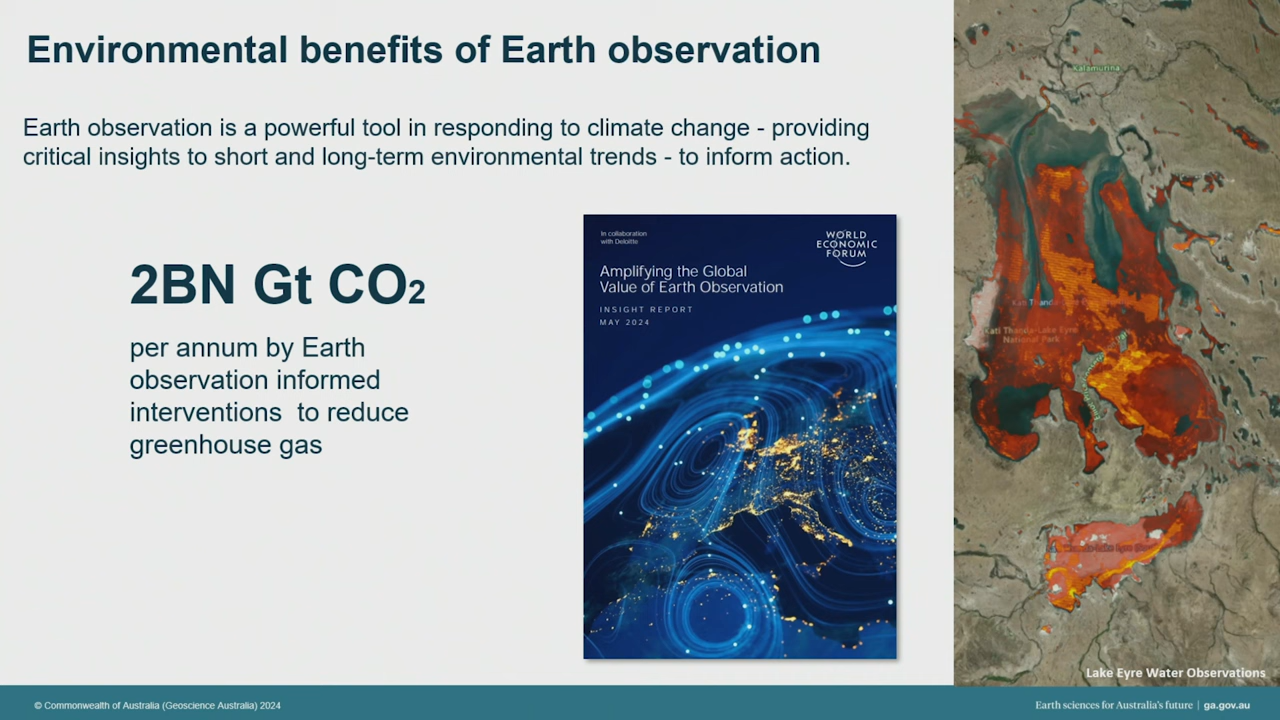 Environmental benefits of Earth observation
Earth observation is a powerful tool in responding to climate change - providing
critical insights to short and long-term environmental trends - to inform action.
2BN Gt CO₂
per annum by Earth
observation informed
interventions to reduce
greenhouse gas
In collaboration
with Deloitte
WORLD
ECONOMIC
FORUM
Amplifying the Global
Value of Earth Observation
INSIGHT REPORT
MAY 2024
Kalamurina
Kati Thanda-Lake Eyre
National Park
Lake Eyre Water Observations
© Commonwealth of Australia (Geoscience Australia) 2024
Earth sciences for Australia's future | ga.gov.au